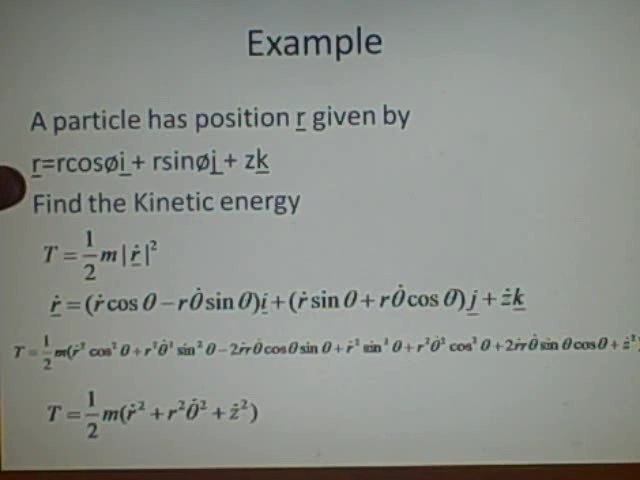 Example
A particle has position r given by
r=rcosøi + rsinøj + zk
Find the Kinetic energy
T = 1/2 m | ṙ |²
ṙ = (ṙ cos θ − rθ̇ sin θ)i + (ṙ sin θ + rθ̇ cos θ) j + żk
T = 1/2 m(ṙ² cos² θ + r²θ̇² sin² θ − 2ṙrθ̇ cos θ sin θ + ṙ² sin² θ + r²θ̇² cos² θ + 2ṙrθ̇ sin θ cos θ + ż²)
T = 1/2 m(ṙ² + r²θ̇² + ż²)